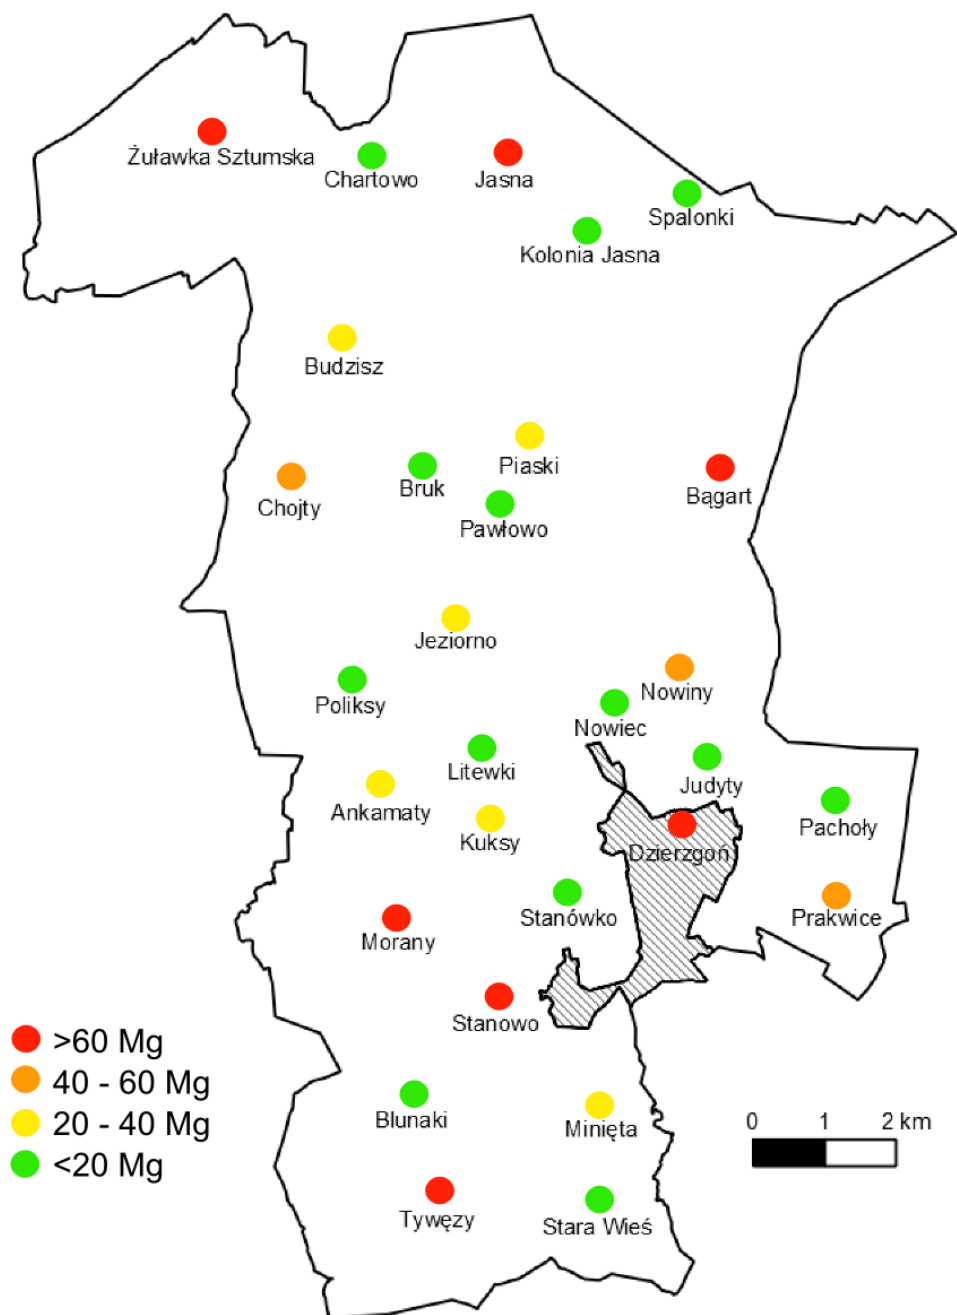 Żuławka Sztumska
Chartowo
Jasna
Spalonki
Kolonia Jasna
Budzisz
Piaski
Bruk
Bągart
Chojty
Pawłowo
Jeziorno
Nowiny
Poliksy
Nowiec
Litewki
Judyty
Ankamaty
Kuksy
Pachoły
Dzierzgoń
Stanówko
Prakwice
Morany
Stanowo
>60 Mg
40 - 60 Mg
20 - 40 Mg
<20 Mg
Blunaki
Minięta
0 1 2 km
Tywęzy
Stara Wieś